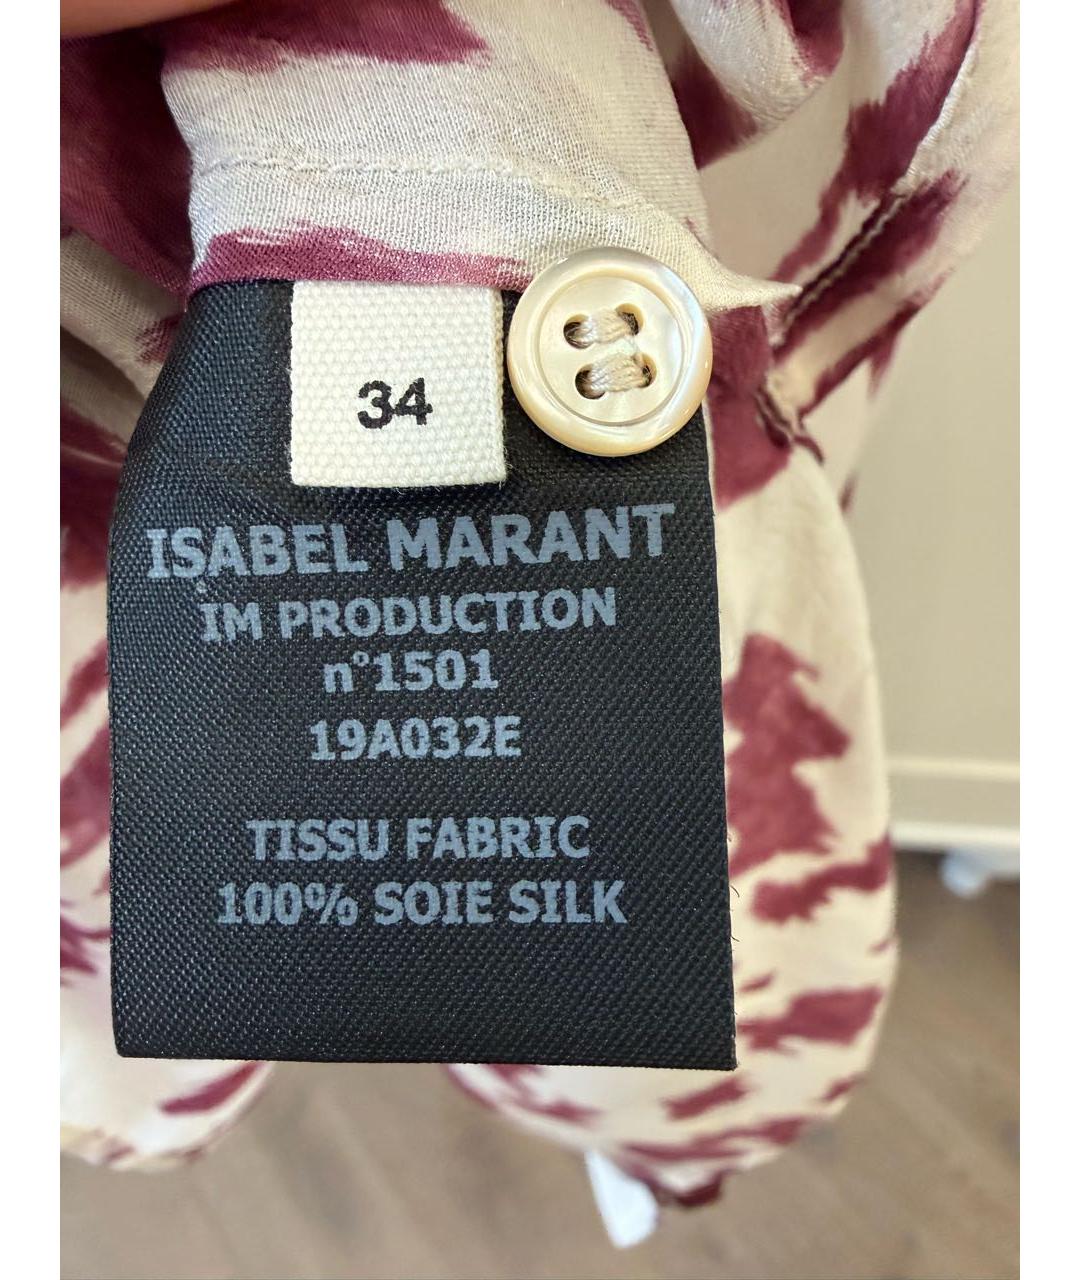 34
ISABEL MARANT
IM PRODUCTION
n°1501
19A032E
TISSU FABRIC
100% SOIE SILK